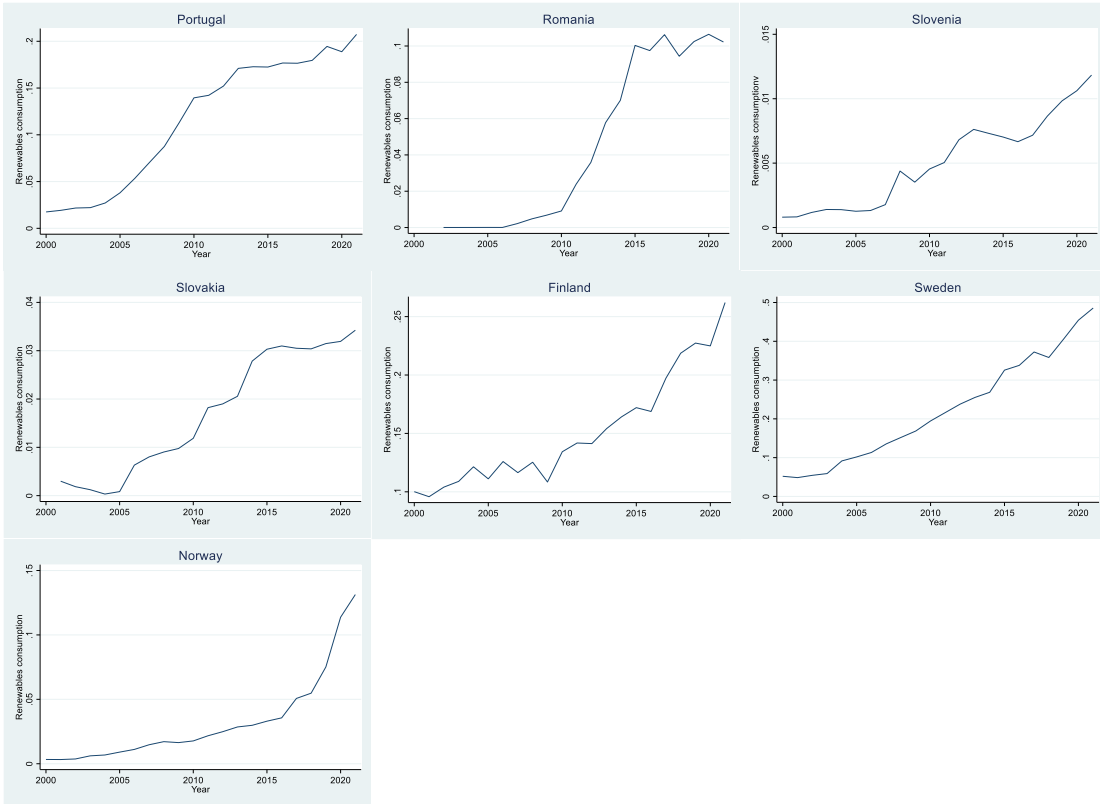 Portugal
Renewables consumption
.2
.15
.1
.05
0
2000 2005 2010 2015 2020
Year
Romania
Renewables consumption
.1
.08
.06
.04
.02
0
2000 2005 2010 2015 2020
Year
Slovenia
Renewables consumptionv
.015
.01
.005
0
2000 2005 2010 2015 2020
Year
Slovakia
Renewables consumption
.04
.03
.02
.01
0
2000 2005 2010 2015 2020
Year
Finland
Renewables consumption
.25
.2
.15
.1
2000 2005 2010 2015 2020
Year
Sweden
Renewables consumption
.5
.4
.3
.2
.1
0
2000 2005 2010 2015 2020
Year
Norway
Renewables consumption
.15
.1
.05
0
2000 2005 2010 2015 2020
Year